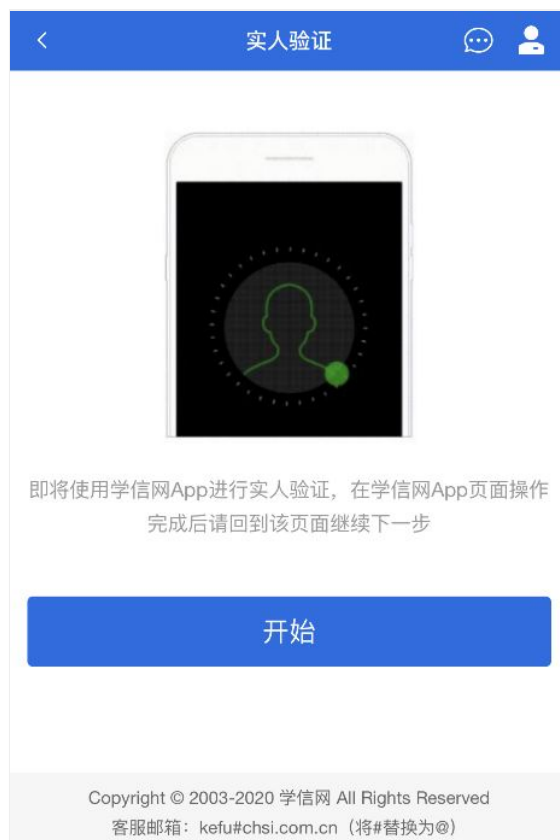 实人验证
即将使用学信网App进行实人验证，在学信网App页面操作
完成后请回到该页面继续下一步
开始
Copyright © 2003-2020 学信网 All Rights Reserved
客服邮箱：kefu#chsi.com.cn（将#替换为@）